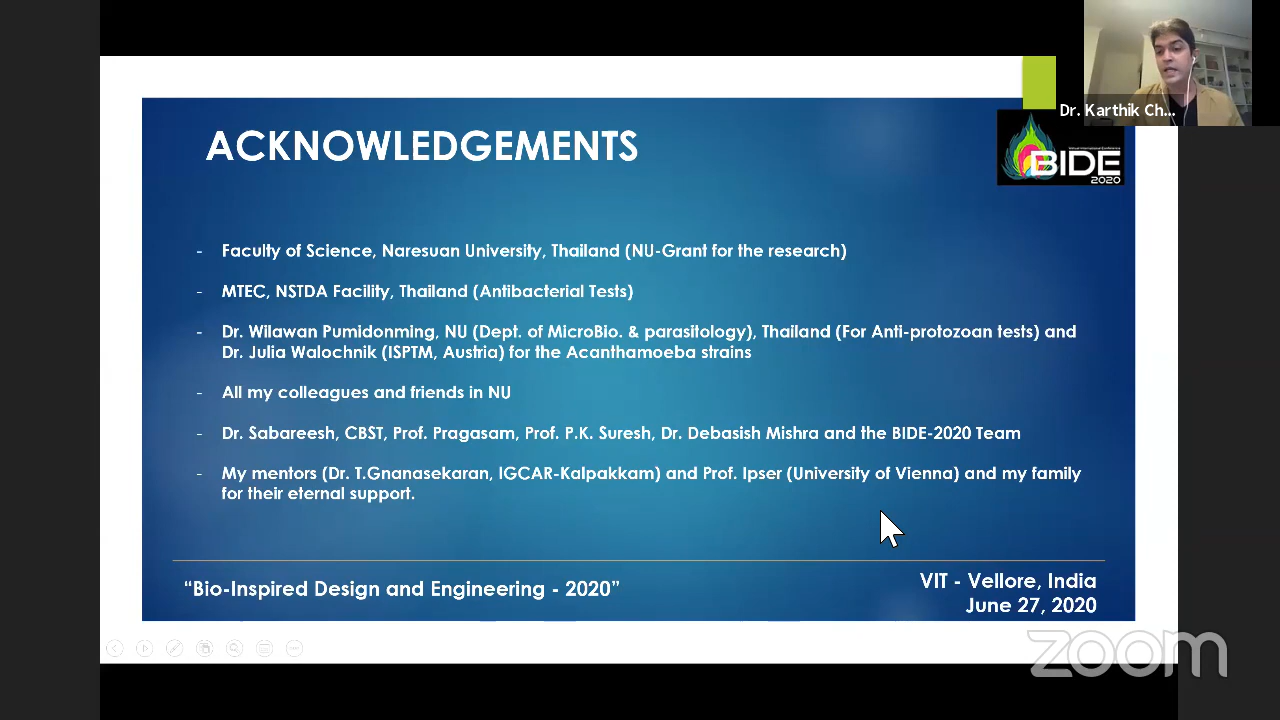 Dr. Karthik Ch...
ACKNOWLEDGEMENTS
Virtual International Conference
BIDE
2020
- Faculty of Science, Naresuan University, Thailand (NU-Grant for the research)
- MTEC, NSTDA Facility, Thailand (Antibacterial Tests)
- Dr. Wilawan Pumidonming, NU (Dept. of MicroBio. & parasitology), Thailand (For Anti-protozoan tests) and
Dr. Julia Walochnik (ISPTM, Austria) for the Acanthamoeba strains
- All my colleagues and friends in NU
- Dr. Sabareesh, CBST, Prof. Pragasam, Prof. P.K. Suresh, Dr. Debasish Mishra and the BIDE-2020 Team
- My mentors (Dr. T.Gnanasekaran, IGCAR-Kalpakkam) and Prof. Ipser (University of Vienna) and my family
for their eternal support.
“Bio-Inspired Design and Engineering - 2020”
VIT - Vellore, India
June 27, 2020
zoom